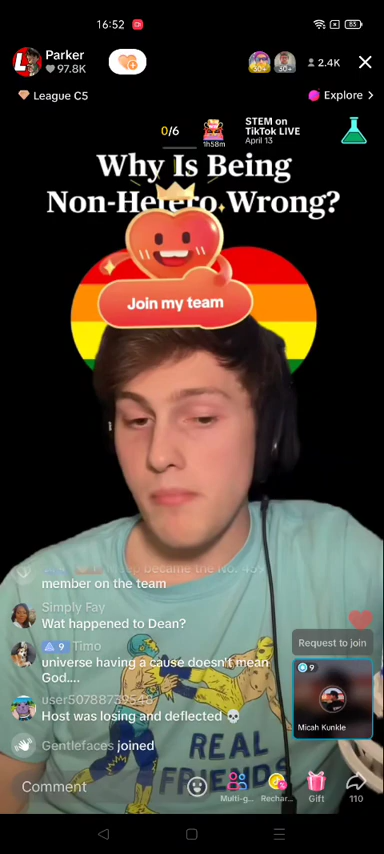 16:52
83
Parker
97.8K
30+
30+
2.4K
League C5
Explore >
0/6
1h58m
STEM on
TikTok LIVE
April 13
Why Is Being
Non-Hetero Wrong?
Join my team
became the No.
member on the team
Simply Fay
Wat happened to Dean?
9 Timo
universe having a cause doesn't mean
God....
Host was losing and deflected 💀
Gentlefaces joined
Request to join
9
Micah Kunkle
REAL
FRIENDS
Comment
Multi-g...
Rechar...
Gift
110